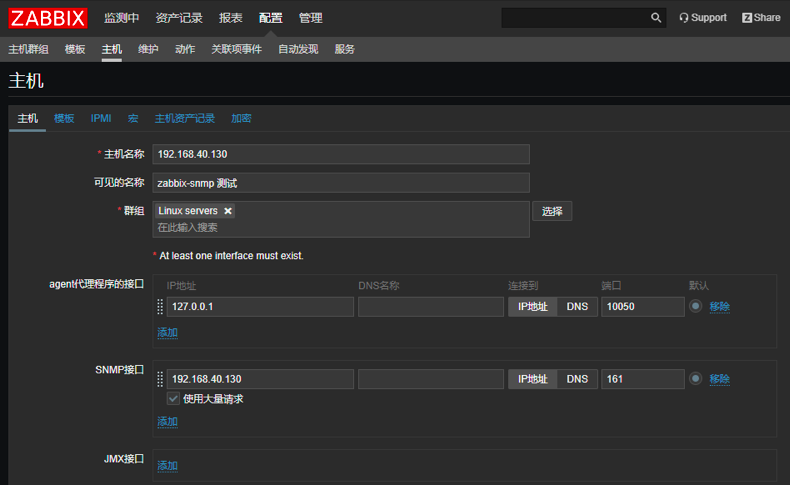 ZABBIX 监测中 资产记录 报表 配置 管理 Support Z Share
主机群组 模板 主机 维护 动作 关联项事件 自动发现 服务
主机
主机 模板 IPMI 宏 主机资产记录 加密
* 主机名称 192.168.40.130
可见的名称 zabbix-snmp 测试
* 群组 Linux servers ×
在此输入搜索
选择
* At least one interface must exist.
agent代理程序的接口 IP地址 DNS名称 连接到 端口 默认
127.0.0.1 IP地址 DNS 10050 移除
添加
SNMP接口
192.168.40.130 IP地址 DNS 161 移除
使用大量请求
添加
JMX接口 添加